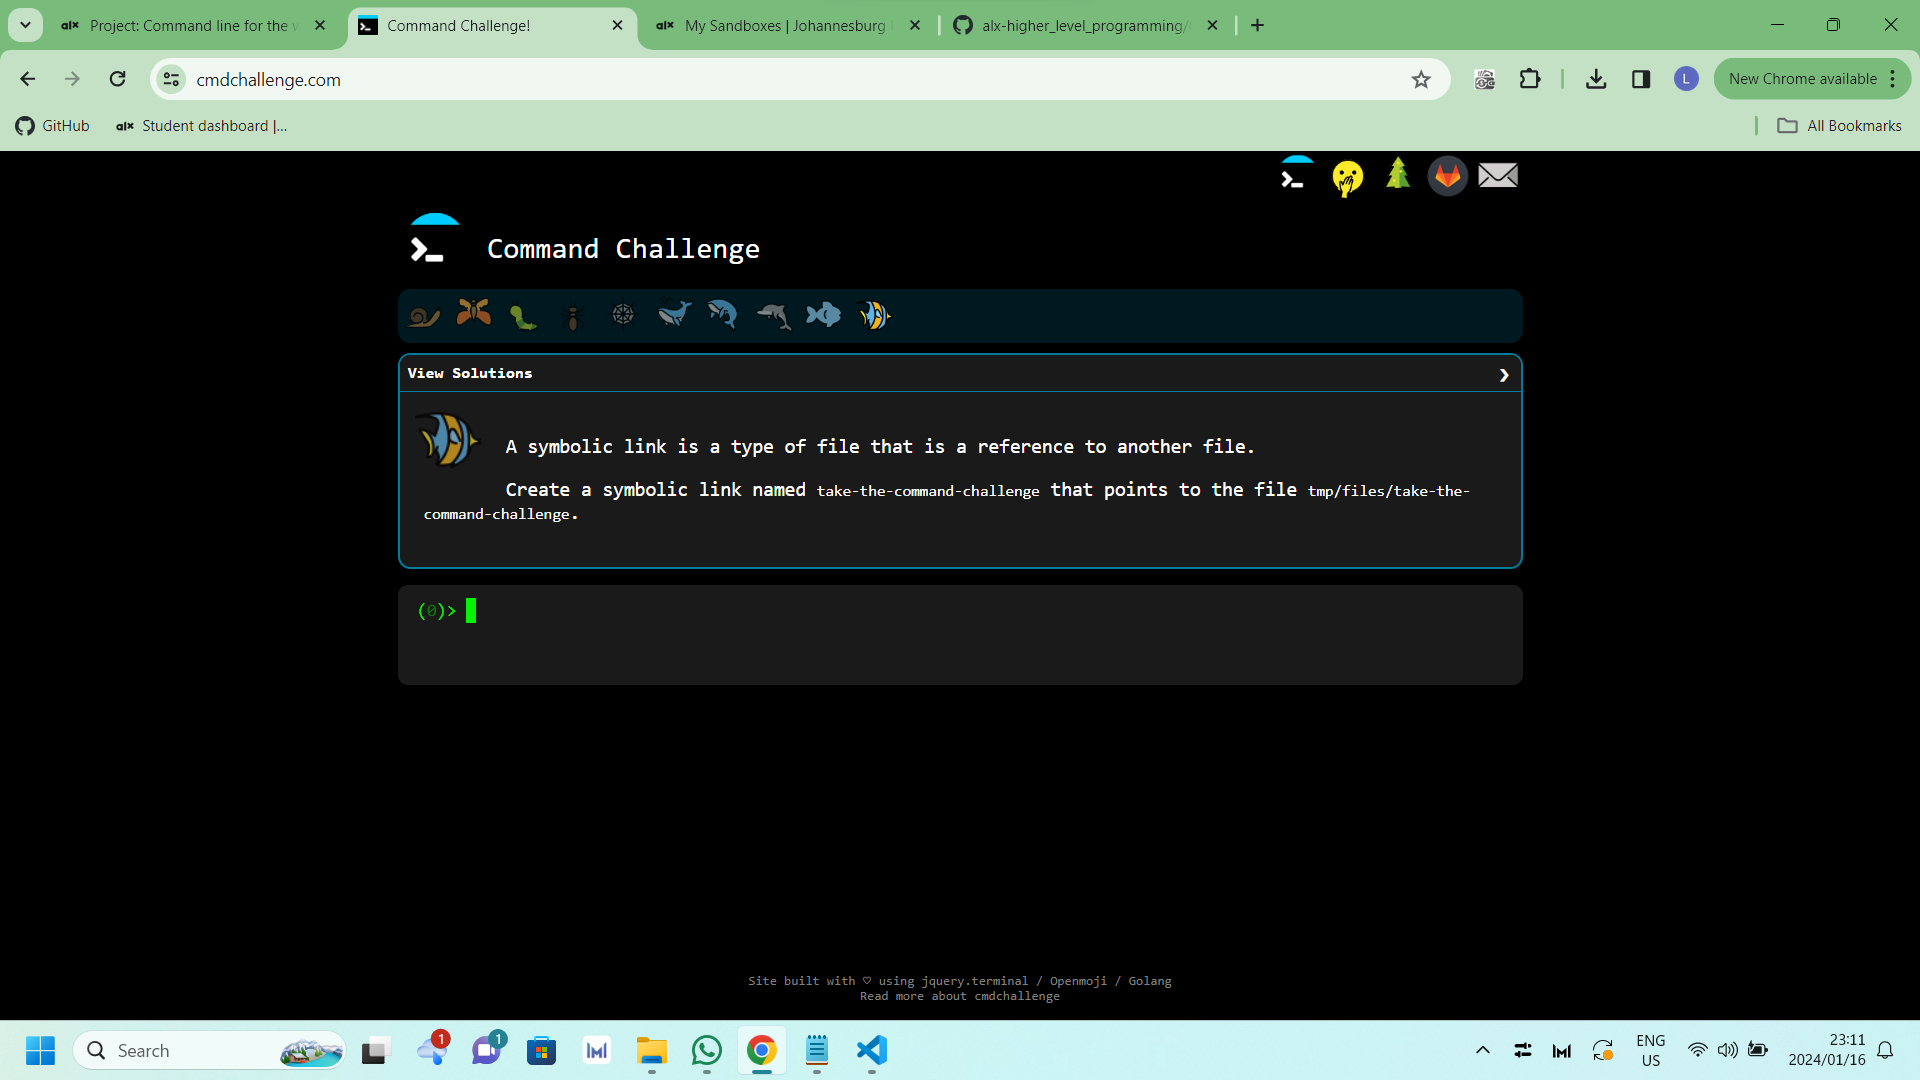 Project: Command line for the w
Command Challenge!
My Sandboxes | Johannesburg
alx-higher_level_programming/
cmdchallenge.com
L
New Chrome available
GitHub
alx Student dashboard |...
All Bookmarks
Command Challenge
View Solutions
A symbolic link is a type of file that is a reference to another file.
Create a symbolic link named take-the-command-challenge that points to the file tmp/files/take-the-
command-challenge.
(0)>
Site built with ♡ using jquery.terminal / Openmoji / Golang
Read more about cmdchallenge
Search
1
1
ENG
US
23:11
2024/01/16